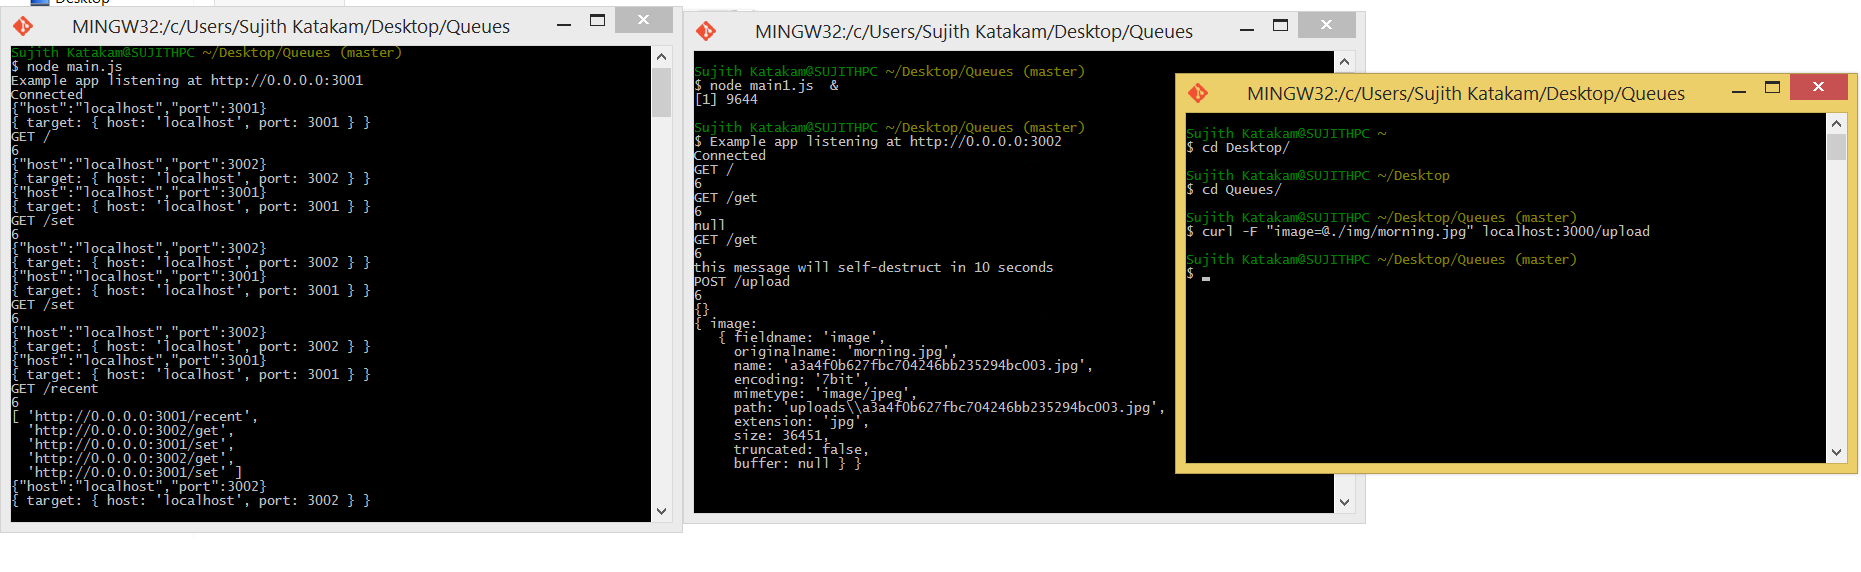 Desktop
MINGW32:/c/Users/Sujith Katakam/Desktop/Queues
Sujith Katakam@SUJITHPC ~/Desktop/Queues (master)
$ node main.js
Example app listening at http://0.0.0.0:3001
Connected
{"host":"localhost","port":3001}
{ target: { host: 'localhost', port: 3001 } }
GET /
6
{"host":"localhost","port":3002}
{ target: { host: 'localhost', port: 3002 } }
{"host":"localhost","port":3001}
{ target: { host: 'localhost', port: 3001 } }
GET /set
6
{"host":"localhost","port":3002}
{ target: { host: 'localhost', port: 3002 } }
{"host":"localhost","port":3001}
{ target: { host: 'localhost', port: 3001 } }
GET /set
6
{"host":"localhost","port":3002}
{ target: { host: 'localhost', port: 3002 } }
{"host":"localhost","port":3001}
{ target: { host: 'localhost', port: 3001 } }
GET /recent
6
[ 'http://0.0.0.0:3001/recent',
  'http://0.0.0.0:3002/get',
  'http://0.0.0.0:3001/set',
  'http://0.0.0.0:3002/get',
  'http://0.0.0.0:3001/set' ]
{"host":"localhost","port":3002}
{ target: { host: 'localhost', port: 3002 } }
MINGW32:/c/Users/Sujith Katakam/Desktop/Queues
Sujith Katakam@SUJITHPC ~/Desktop/Queues (master)
$ node main1.js  &
[1] 9644
Sujith Katakam@SUJITHPC ~/Desktop/Queues (master)
$ Example app listening at http://0.0.0.0:3002
Connected
GET /
6
GET /get
6
null
GET /get
6
this message will self-destruct in 10 seconds
POST /upload
6
{}
{ image:
   { fieldname: 'image',
     originalname: 'morning.jpg',
     name: 'a3a4f0b627fbc704246bb235294bc003.jpg',
     encoding: '7bit',
     mimetype: 'image/jpeg',
     path: 'uploads\\a3a4f0b627fbc704246bb235294bc003.jpg',
     extension: 'jpg',
     size: 36451,
     truncated: false,
     buffer: null } }
MINGW32:/c/Users/Sujith Katakam/Desktop/Queues
Sujith Katakam@SUJITHPC ~
$ cd Desktop/
Sujith Katakam@SUJITHPC ~/Desktop
$ cd Queues/
Sujith Katakam@SUJITHPC ~/Desktop/Queues (master)
$ curl -F "image=@./img/morning.jpg" localhost:3000/upload
Sujith Katakam@SUJITHPC ~/Desktop/Queues (master)
$